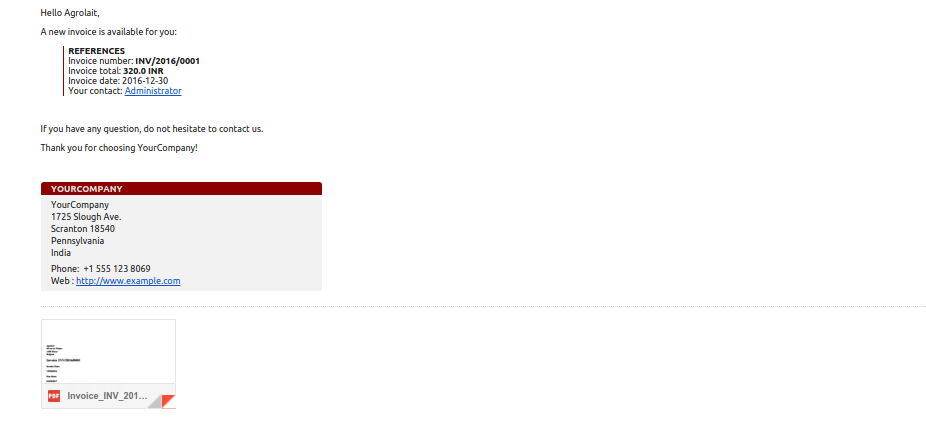 Hello Agrolait,
A new invoice is available for you:
REFERENCES
Invoice number: INV/2016/0001
Invoice total: 320.0 INR
Invoice date: 2016-12-30
Your contact: Administrator
If you have any question, do not hesitate to contact us.
Thank you for choosing YourCompany!
YOURCOMPANY
YourCompany
1725 Slough Ave.
Scranton 18540
Pennsylvania
India
Phone: +1 555 123 8069
Web : http://www.example.com
PDF Invoice_INV_201...